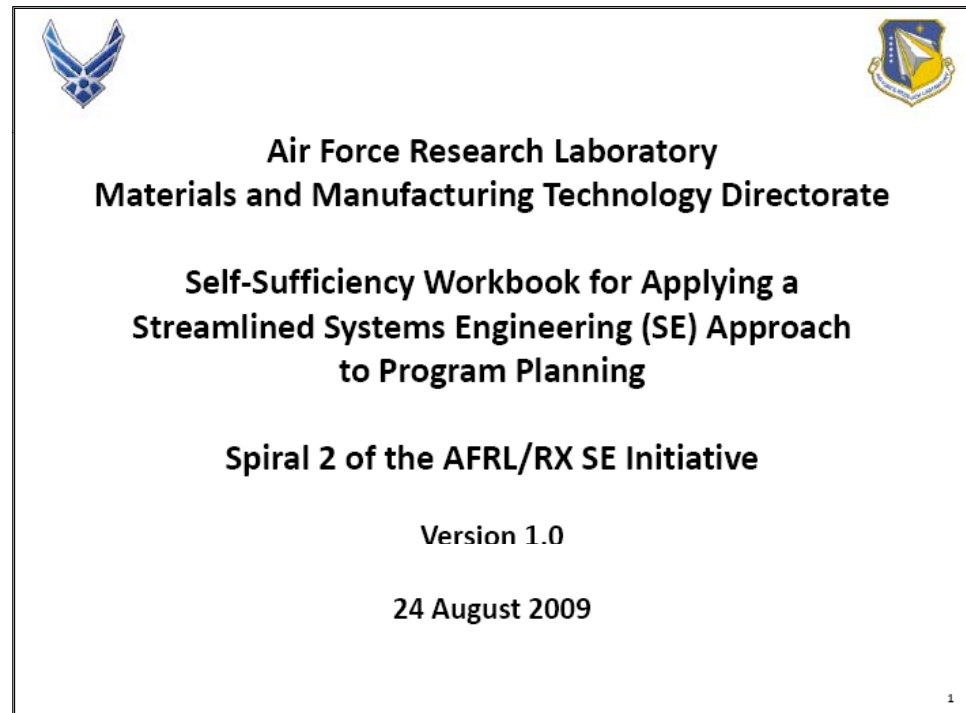 Air Force Research Laboratory
Materials and Manufacturing Technology Directorate
Self-Sufficiency Workbook for Applying a
Streamlined Systems Engineering (SE) Approach
to Program Planning
Spiral 2 of the AFRL/RX SE Initiative
Version 1.0
24 August 2009
1